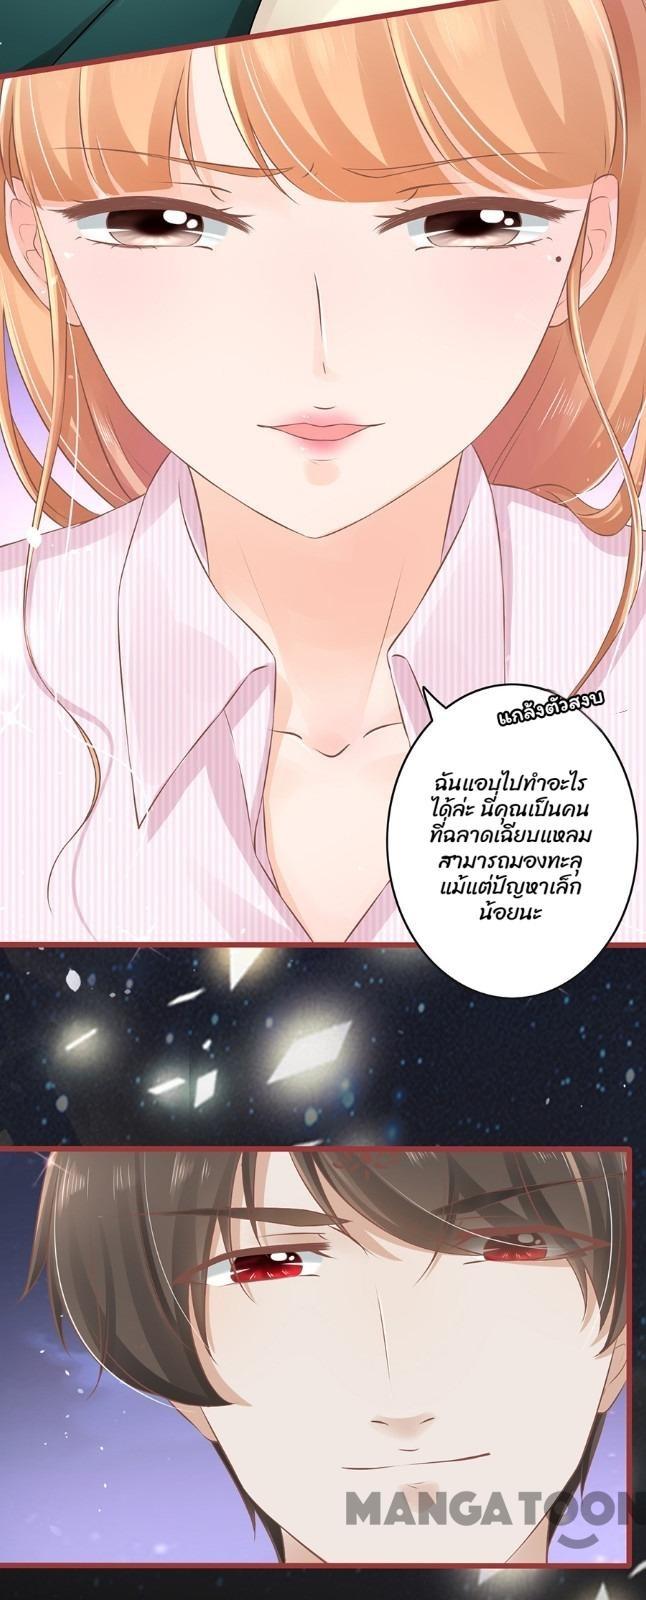 แกล้งตัวสงบ
ฉันแอบไปทำอะไร
ได้ล่ะ นี่คุณเป็นคน
ที่ฉลาดเฉียบแหลม
สามารถมองทะลุ
แม้แต่ปัญหาเล็ก
น้อยนะ
MANGATOON